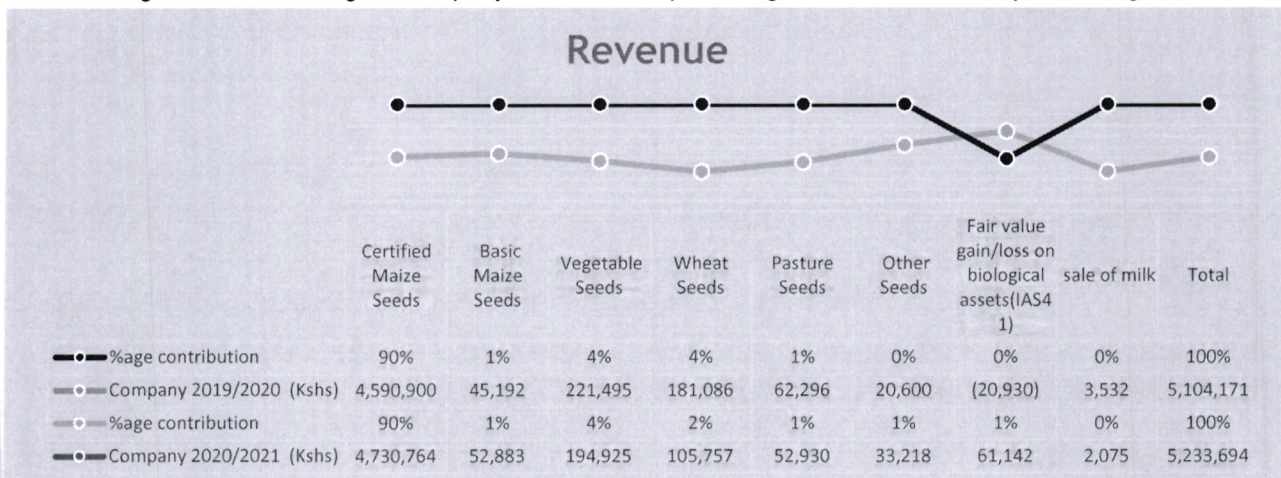 Revenue
Certified Maize Seeds Basic Maize Seeds Vegetable Seeds Wheat Seeds Pasture Seeds Other Seeds Fair value gain/loss on biological assets(IAS4 1) sale of milk Total
%age contribution 90% 1% 4% 4% 1% 0% 0% 0% 100%
Company 2019/2020 (Kshs) 4,590,900 45,192 221,495 181,086 62,296 20,600 (20,930) 3,532 5,104,171
%age contribution 90% 1% 4% 2% 1% 1% 1% 0% 100%
Company 2020/2021 (Kshs) 4,730,764 52,883 194,925 105,757 52,930 33,218 61,142 2,075 5,233,694